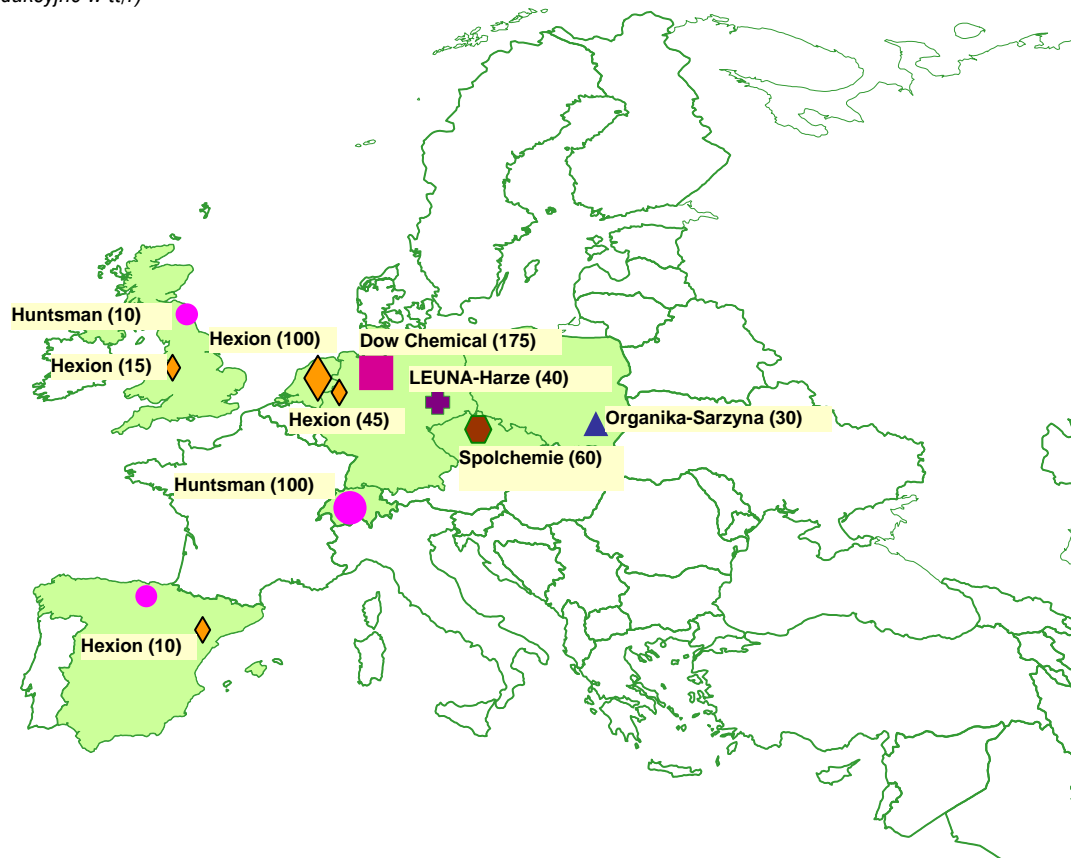 Huntsman (10)
Hexion (100)
Dow Chemical (175)
Hexion (15)
LEUNA-Harze (40)
Hexion (45)
Organika-Sarzyna (30)
Spolchemie (60)
Huntsman (100)
Hexion (10)